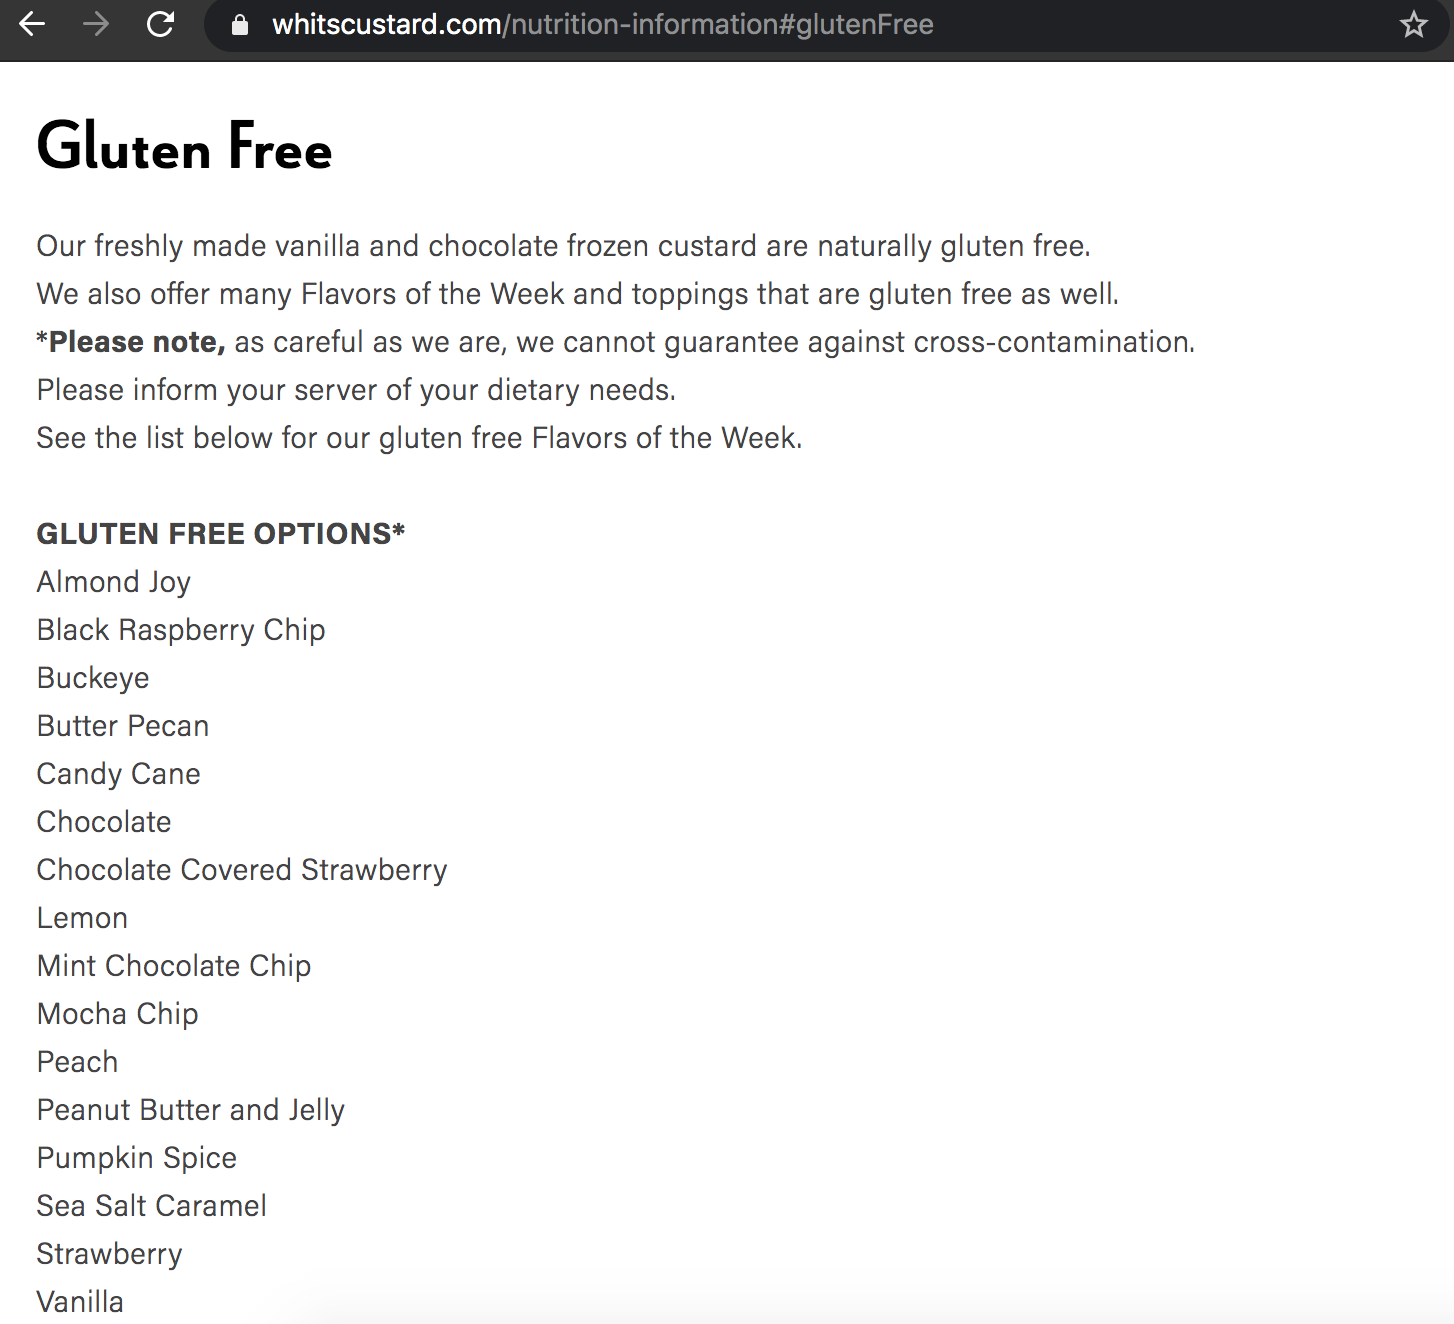 whitscustard.com/nutrition-information#glutenFree
Gluten Free
Our freshly made vanilla and chocolate frozen custard are naturally gluten free.
We also offer many Flavors of the Week and toppings that are gluten free as well.
*Please note, as careful as we are, we cannot guarantee against cross-contamination.
Please inform your server of your dietary needs.
See the list below for our gluten free Flavors of the Week.
GLUTEN FREE OPTIONS*
Almond Joy
Black Raspberry Chip
Buckeye
Butter Pecan
Candy Cane
Chocolate
Chocolate Covered Strawberry
Lemon
Mint Chocolate Chip
Mocha Chip
Peach
Peanut Butter and Jelly
Pumpkin Spice
Sea Salt Caramel
Strawberry
Vanilla